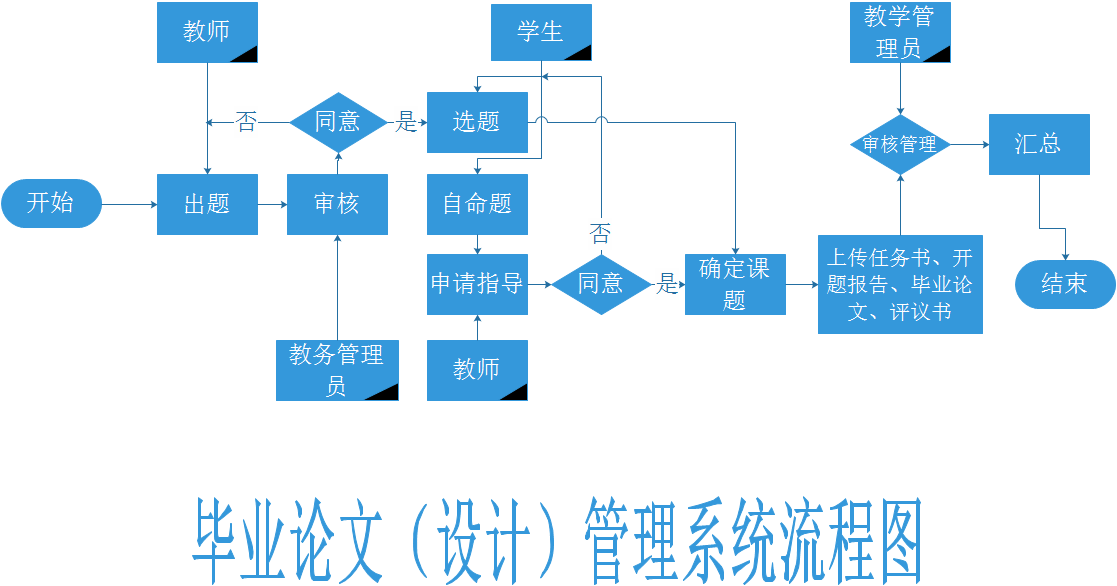 教师
学生
教学管
理员
否
同意
是
选题
审核管理
汇总
开始
出题
审核
自命题
否
申请指导
同意
是
确定课
题
上传任务书、开
题报告、毕业论
文、评议书
结束
教务管理
员
教师
毕业论文（设计）管理系统流程图